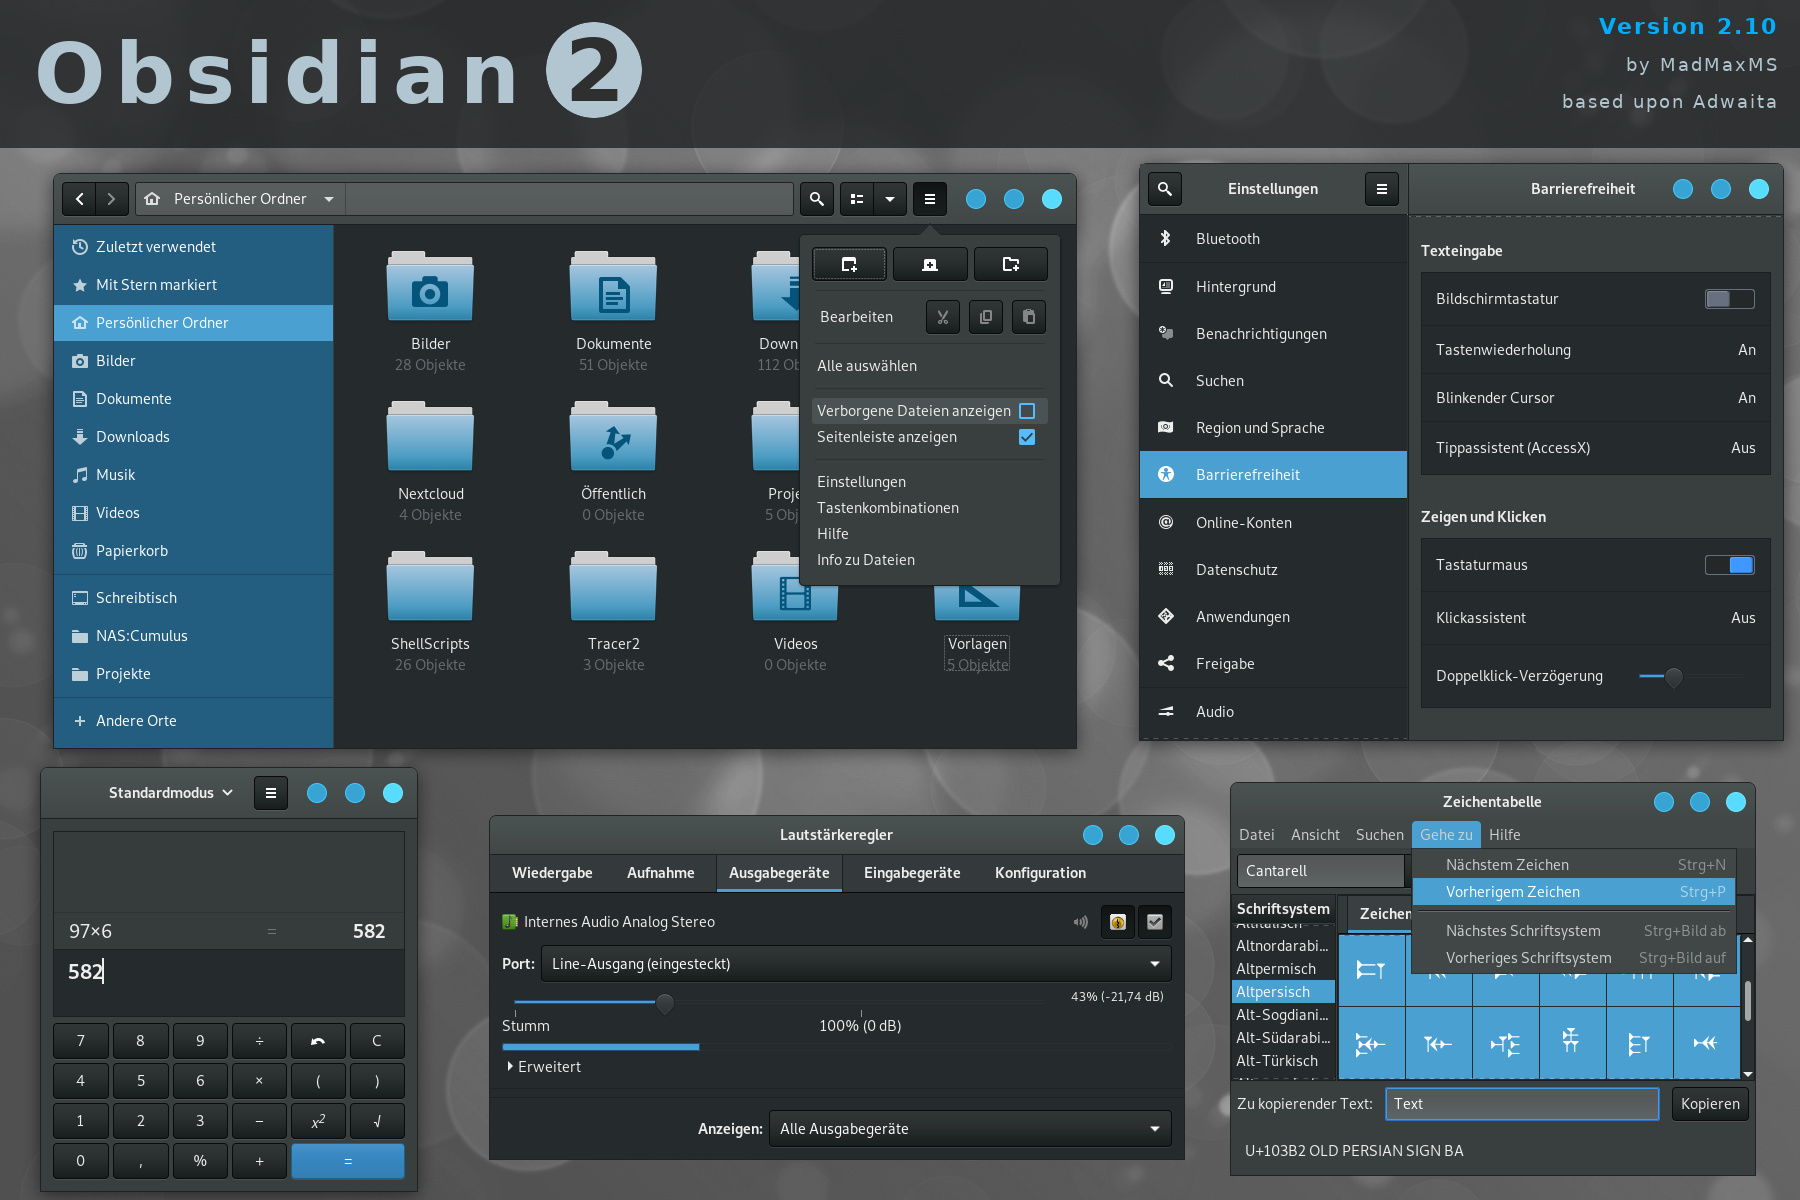 Obsidian 2
Version 2.10
by MadMaxMS
based upon Adwaita
Persönlicher Ordner
Zuletzt verwendet
Mit Stern markiert
Persönlicher Ordner
Bilder
Dokumente
Downloads
Musik
Videos
Papierkorb
Schreibtisch
NAS:Cumulus
Projekte
Andere Orte
Bilder
28 Objekte
Dokumente
51 Objekte
Down
112 Ob
Nextcloud
4 Objekte
Öffentlich
0 Objekte
Proje
5 Obj
ShellScripts
26 Objekte
Tracer2
3 Objekte
Videos
0 Objekte
Vorlagen
5 Objekte
Bearbeiten
Alle auswählen
Verborgene Dateien anzeigen
Seitenleiste anzeigen
Einstellungen
Tastenkombinationen
Hilfe
Info zu Dateien
Einstellungen
Bluetooth
Hintergrund
Benachrichtigungen
Suchen
Region und Sprache
Barrierefreiheit
Online-Konten
Datenschutz
Anwendungen
Freigabe
Audio
Barrierefreiheit
Texteingabe
Bildschirmtastatur
Tastenwiederholung An
Blinkender Cursor An
Tippassistent (AccessX) Aus
Zeigen und Klicken
Tastaturmaus
Klickassistent Aus
Doppelklick-Verzögerung
Standardmodus
97×6 = 582
582
7 8 9 ÷ C
4 5 6 × ( )
1 2 3 − x² √
0 , % + =
Lautstärkeregler
Wiedergabe Aufnahme Ausgabegeräte Eingabegeräte Konfiguration
Internes Audio Analog Stereo
Port: Line-Ausgang (eingesteckt)
43% (-21,74 dB)
Stumm 100% (0 dB)
Erweitert
Anzeigen: Alle Ausgabegeräte
Zeichentabelle
Datei Ansicht Suchen Gehe zu Hilfe
Cantarell
Nächstem Zeichen Strg+N
Vorherigem Zeichen Strg+P
Nächstes Schriftsystem Strg+Bild ab
Vorheriges Schriftsystem Strg+Bild auf
Schriftsystem
Zeichen
Altitalisch
Altnordarabi...
Altpermisch
Altpersisch
Alt-Sogdiani...
Alt-Südarabi...
Alt-Türkisch
Zu kopierender Text: Text Kopieren
U+103B2 OLD PERSIAN SIGN BA